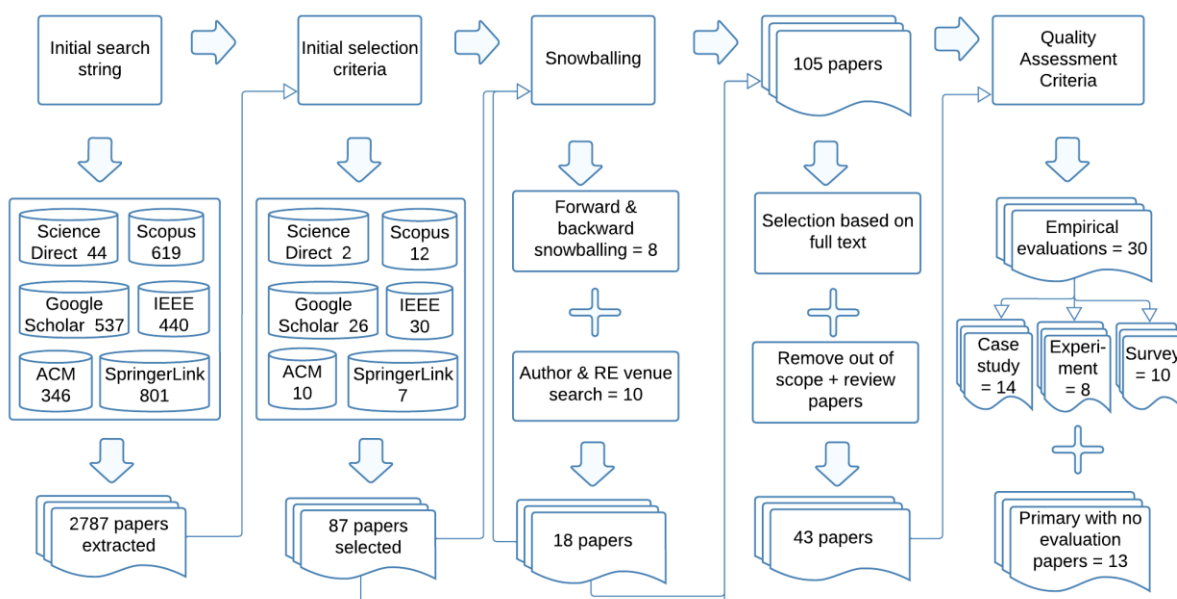 Initial search
string
Science
Direct 44
Scopus
619
Google
Scholar 537
IEEE
440
ACM
346
SpringerLink
801
2787 papers
extracted
Initial selection
criteria
Science
Direct 2
Scopus
12
Google
Scholar 26
IEEE
30
ACM
10
SpringerLink
7
87 papers
selected
Snowballing
Forward &
backward
snowballing = 8
Author & RE venue
search = 10
18 papers
105 papers
Selection based on
full text
Remove out of
scope + review
papers
43 papers
Quality
Assessment
Criteria
Empirical
evaluations = 30
Case
study
= 14
Experi-
ment
= 8
Survey
= 10
Primary with no
evaluation
papers = 13